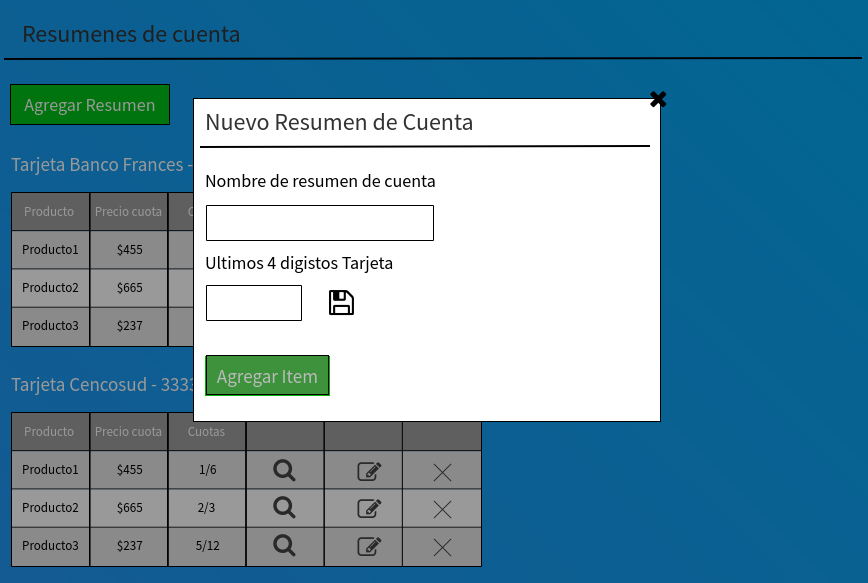 Resumenes de cuenta
Agregar Resumen
Nuevo Resumen de Cuenta
Nombre de resumen de cuenta
Ultimos 4 digistos Tarjeta
Agregar Item
Tarjeta Banco Frances -
Producto Precio cuota
Producto1 $455
Producto2 $665
Producto3 $237
Tarjeta Cencosud - 333
Producto Precio cuota Cuotas
Producto1 $455 1/6
Producto2 $665 2/3
Producto3 $237 5/12